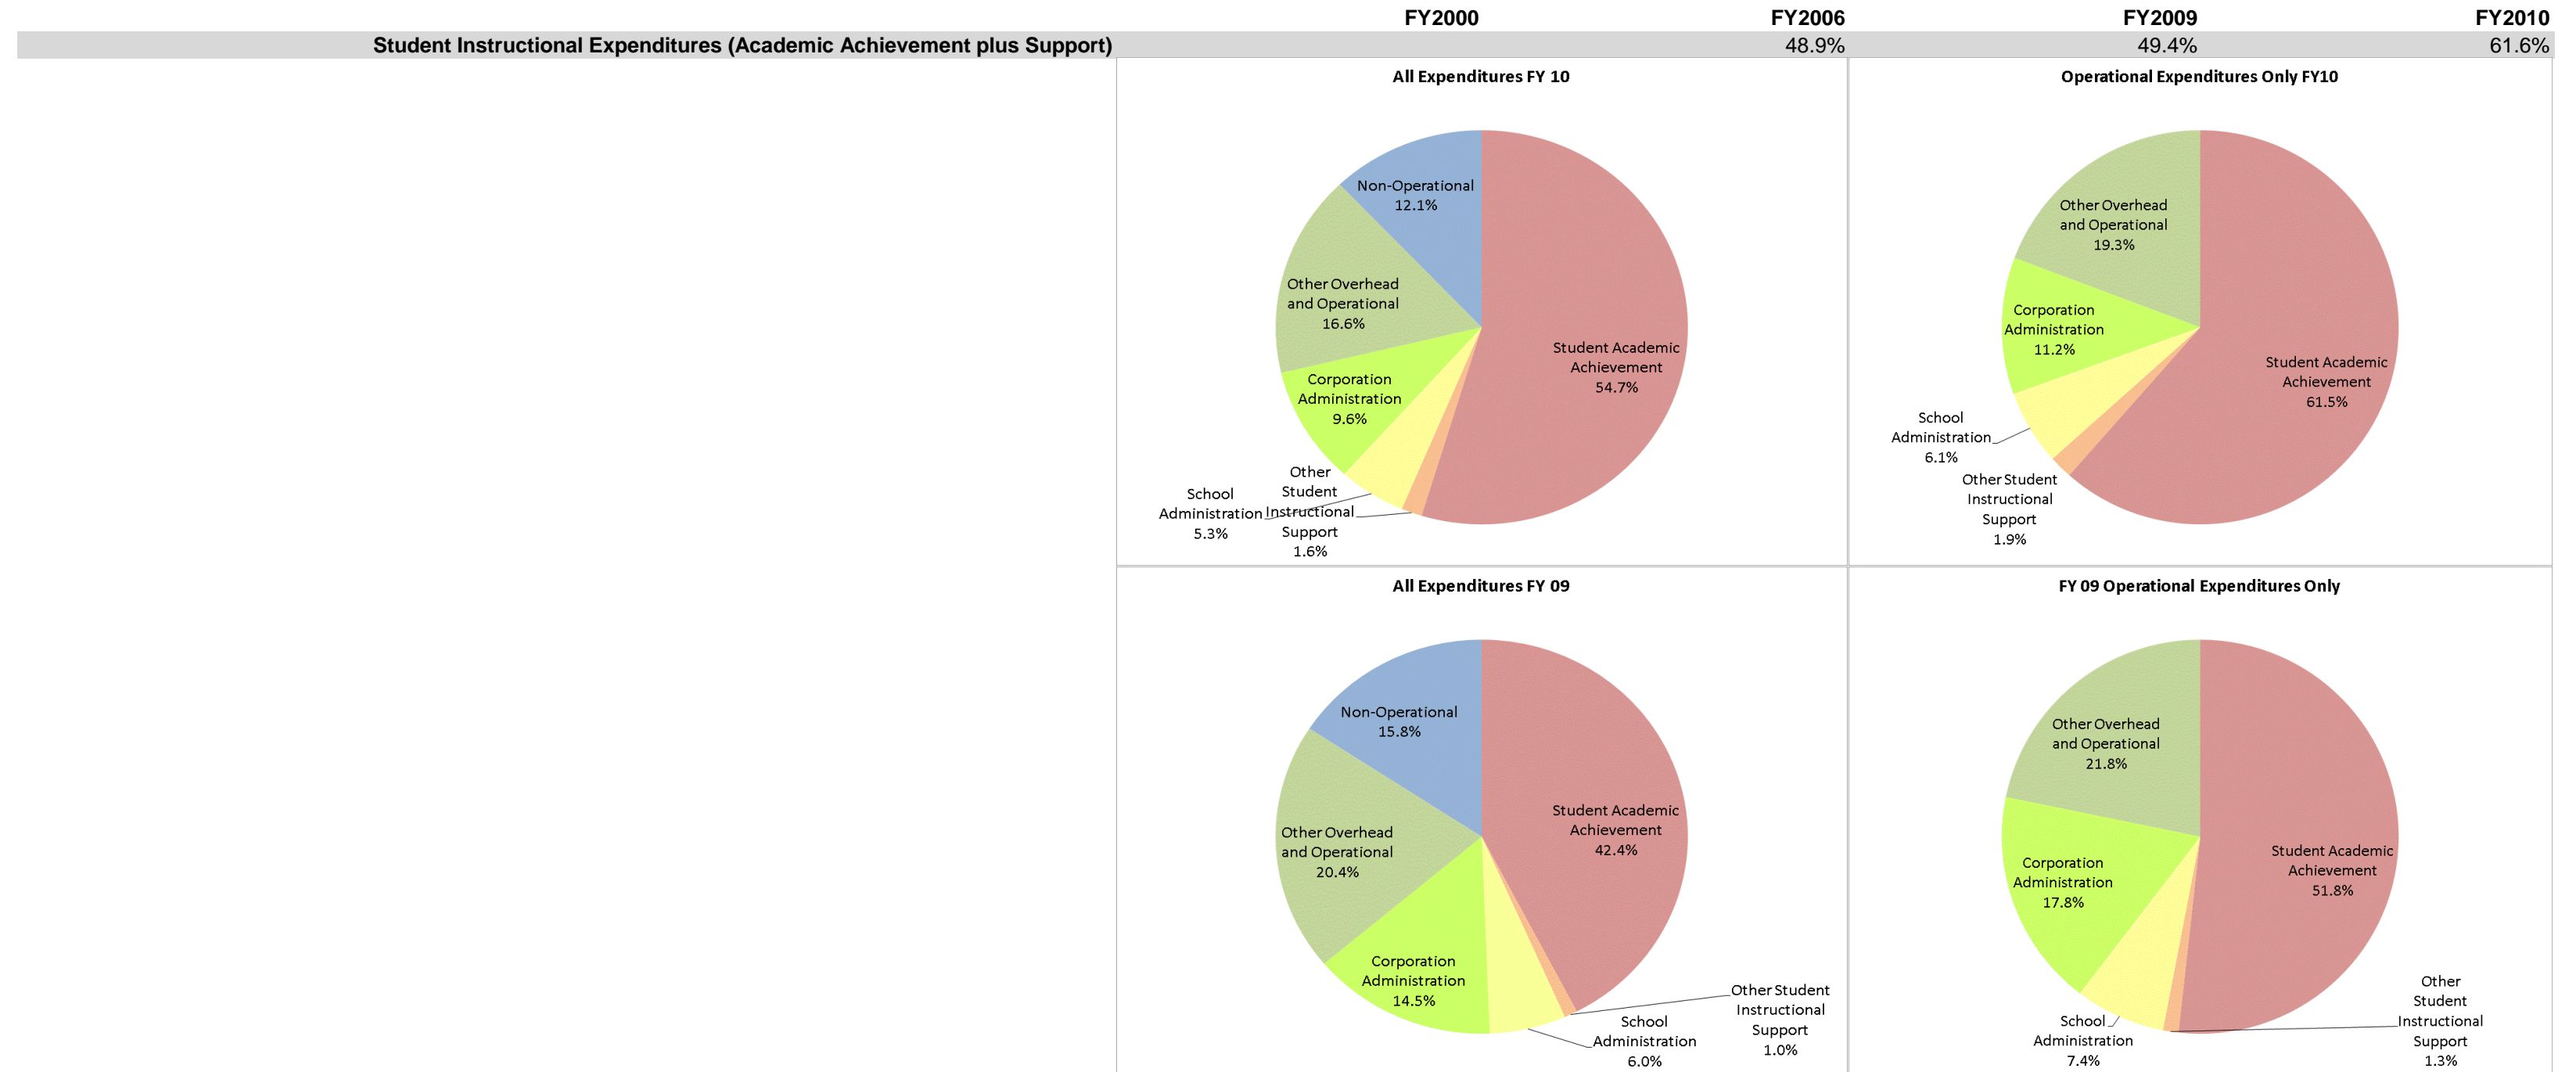 FY2000 FY2006 FY2009 FY2010
Student Instructional Expenditures (Academic Achievement plus Support) 48.9% 49.4% 61.6%
All Expenditures FY 10
Non-Operational
12.1%
Other Overhead
and Operational
16.6%
Corporation
Administration
9.6%
School
Administration
5.3%
Other
Student
Instructional
Support
1.6%
Student Academic
Achievement
54.7%
Operational Expenditures Only FY10
Other Overhead
and Operational
19.3%
Corporation
Administration
11.2%
School
Administration
6.1%
Other Student
Instructional
Support
1.9%
Student Academic
Achievement
61.5%
All Expenditures FY 09
Non-Operational
15.8%
Other Overhead
and Operational
20.4%
Corporation
Administration
14.5%
School
Administration
6.0%
Other Student
Instructional
Support
1.0%
Student Academic
Achievement
42.4%
FY 09 Operational Expenditures Only
Other Overhead
and Operational
21.8%
Corporation
Administration
17.8%
School
Administration
7.4%
Other
Student
Instructional
Support
1.3%
Student Academic
Achievement
51.8%